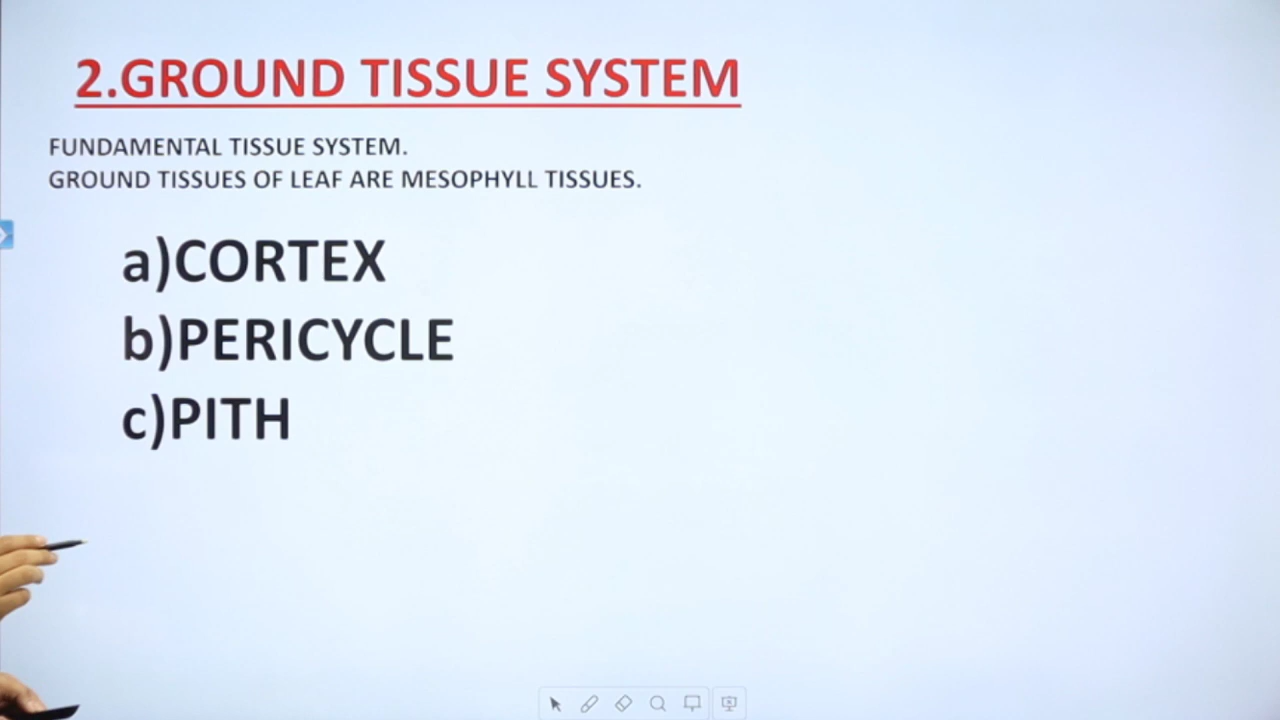 2.GROUND TISSUE SYSTEM
FUNDAMENTAL TISSUE SYSTEM.
GROUND TISSUES OF LEAF ARE MESOPHYLL TISSUES.
a)CORTEX
b)PERICYCLE
c)PITH